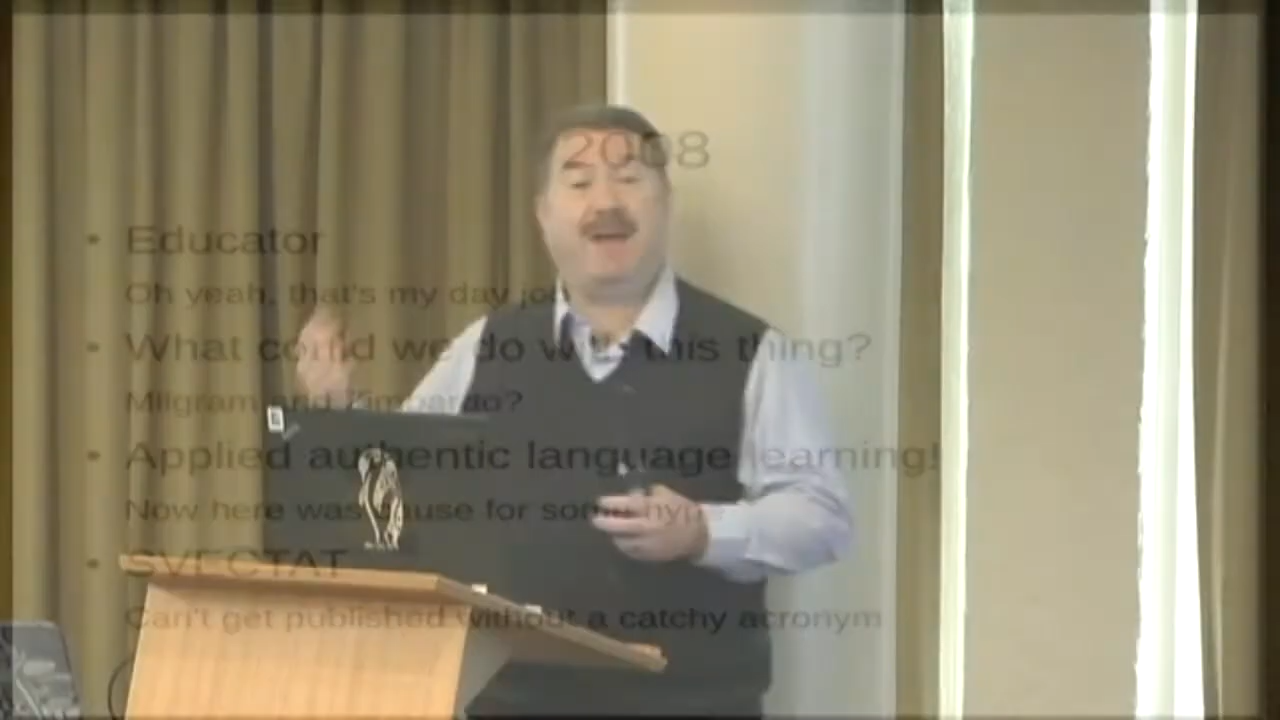 2008
• Educator
Oh yeah, that's my day job
• What could we do with this thing?
Milgram and Zimbardo?
• Applied authentic language learning!
Now here was cause for some hype
• SVECTAT
Can't get published without a catchy acronym